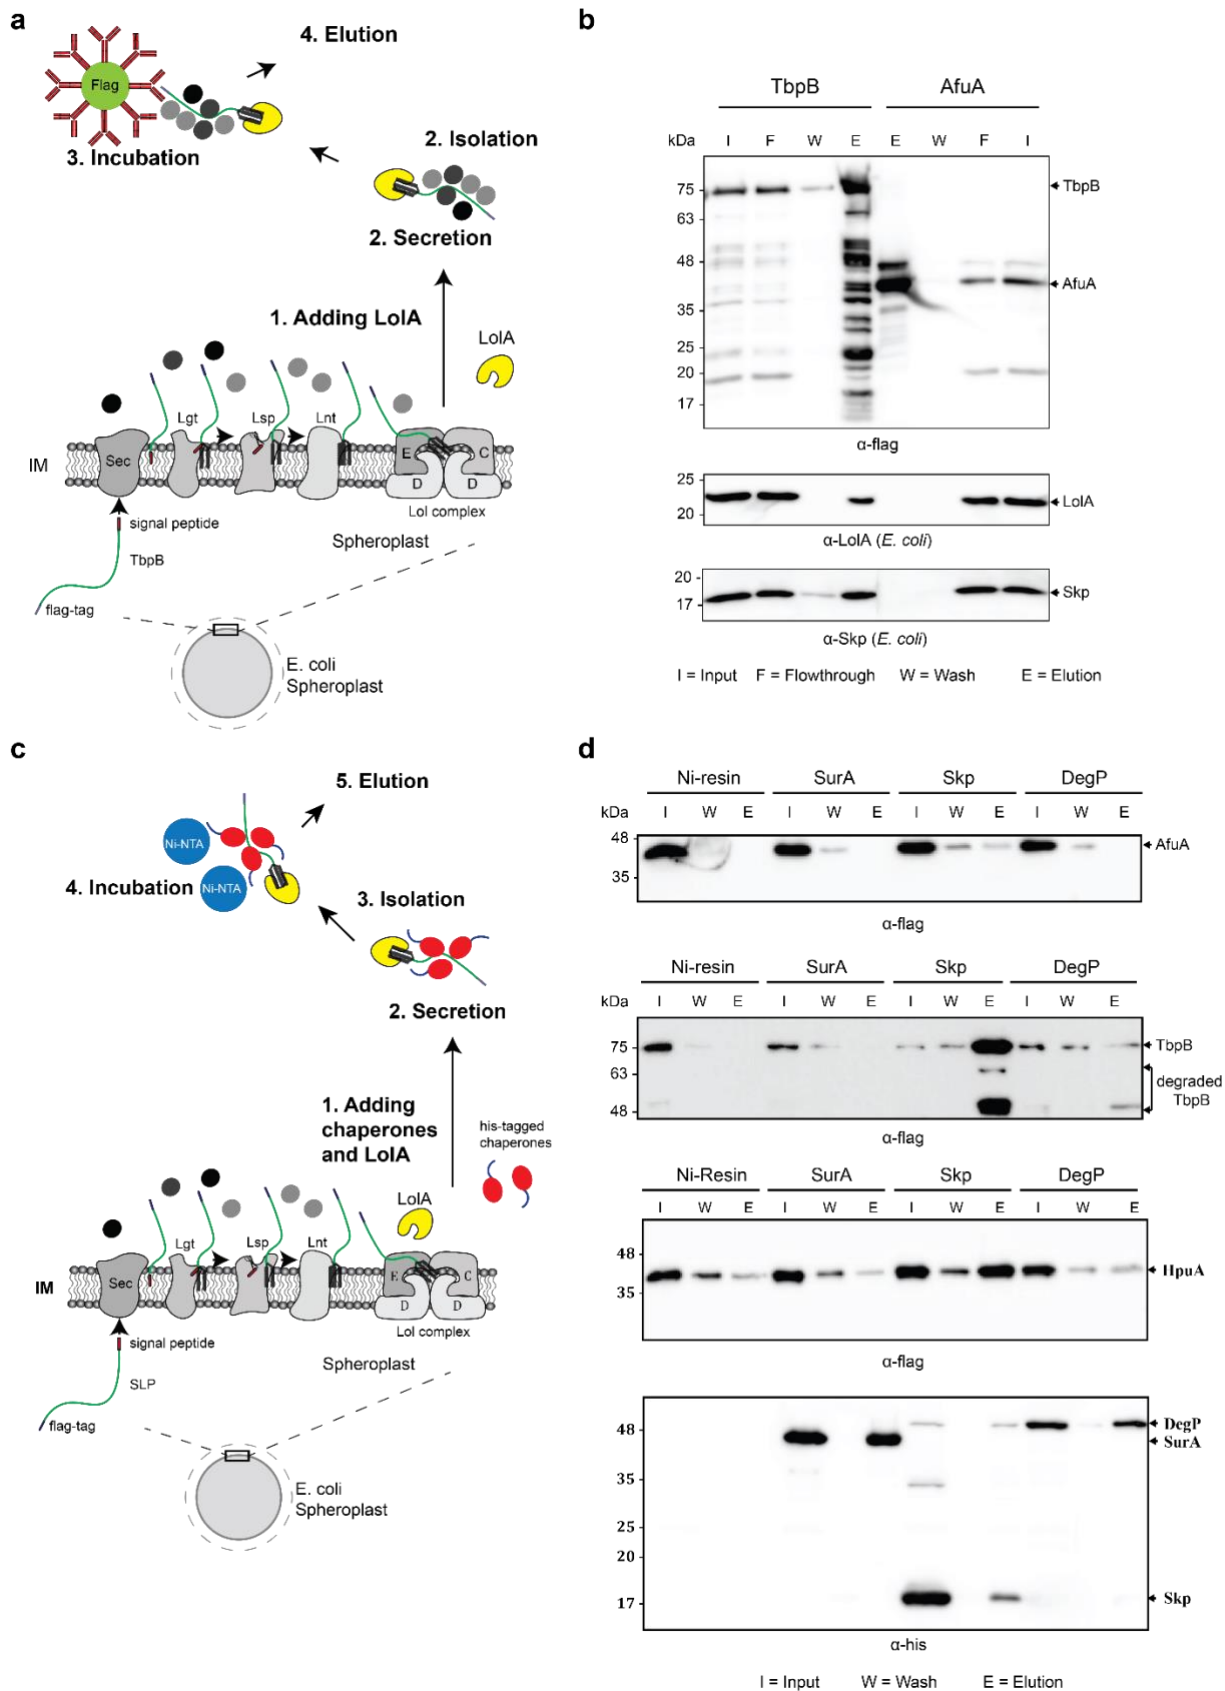 a
4. Elution
Flag
3. Incubation
2. Isolation
2. Secretion
1. Adding LolA
LolA
Lgt
Lsp
Lnt
IM
Sec
E
C
D
D
Lol complex
signal peptide
Spheroplast
TbpB
flag-tag
E. coli
Spheroplast
b
TbpB AfuA
kDa I F W E E W F I
75
63
48
35
25
20
17
TbpB
AfuA
α-flag
25
20
LolA
α-LolA (E. coli)
20
17
Skp
α-Skp (E. coli)
I = Input F = Flowthrough W = Wash E = Elution
c
5. Elution
Ni-NTA
4. Incubation
Ni-NTA
3. Isolation
2. Secretion
1. Adding
chaperones
and LolA
his-tagged
chaperones
LolA
Lgt
Lsp
Lnt
IM
Sec
E
C
D
D
Lol complex
signal peptide
Spheroplast
SLP
flag-tag
E. coli
Spheroplast
d
Ni-resin SurA Skp DegP
kDa I W E I W E I W E I W E
48
35
AfuA
α-flag
Ni-resin SurA Skp DegP
kDa I W E I W E I W E I W E
75
63
48
TbpB
degraded
TbpB
α-flag
Ni-Resin SurA Skp DegP
I W E I W E I W E I W E
48
35
HpuA
α-flag
48
35
25
20
17
DegP
SurA
Skp
α-his
I = Input W = Wash E = Elution